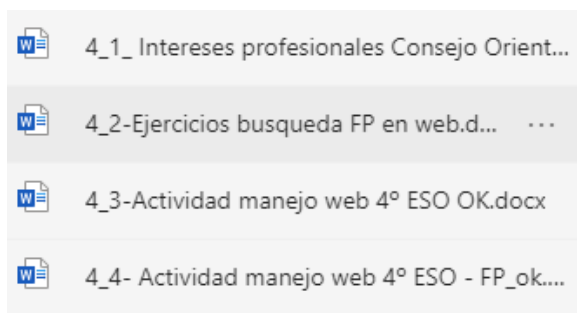 4_1_ Intereses profesionales Consejo Orient...
4_2-Ejercicios busqueda FP en web.d... ...
4_3-Actividad manejo web 4º ESO OK.docx
4_4- Actividad manejo web 4º ESO - FP_ok....